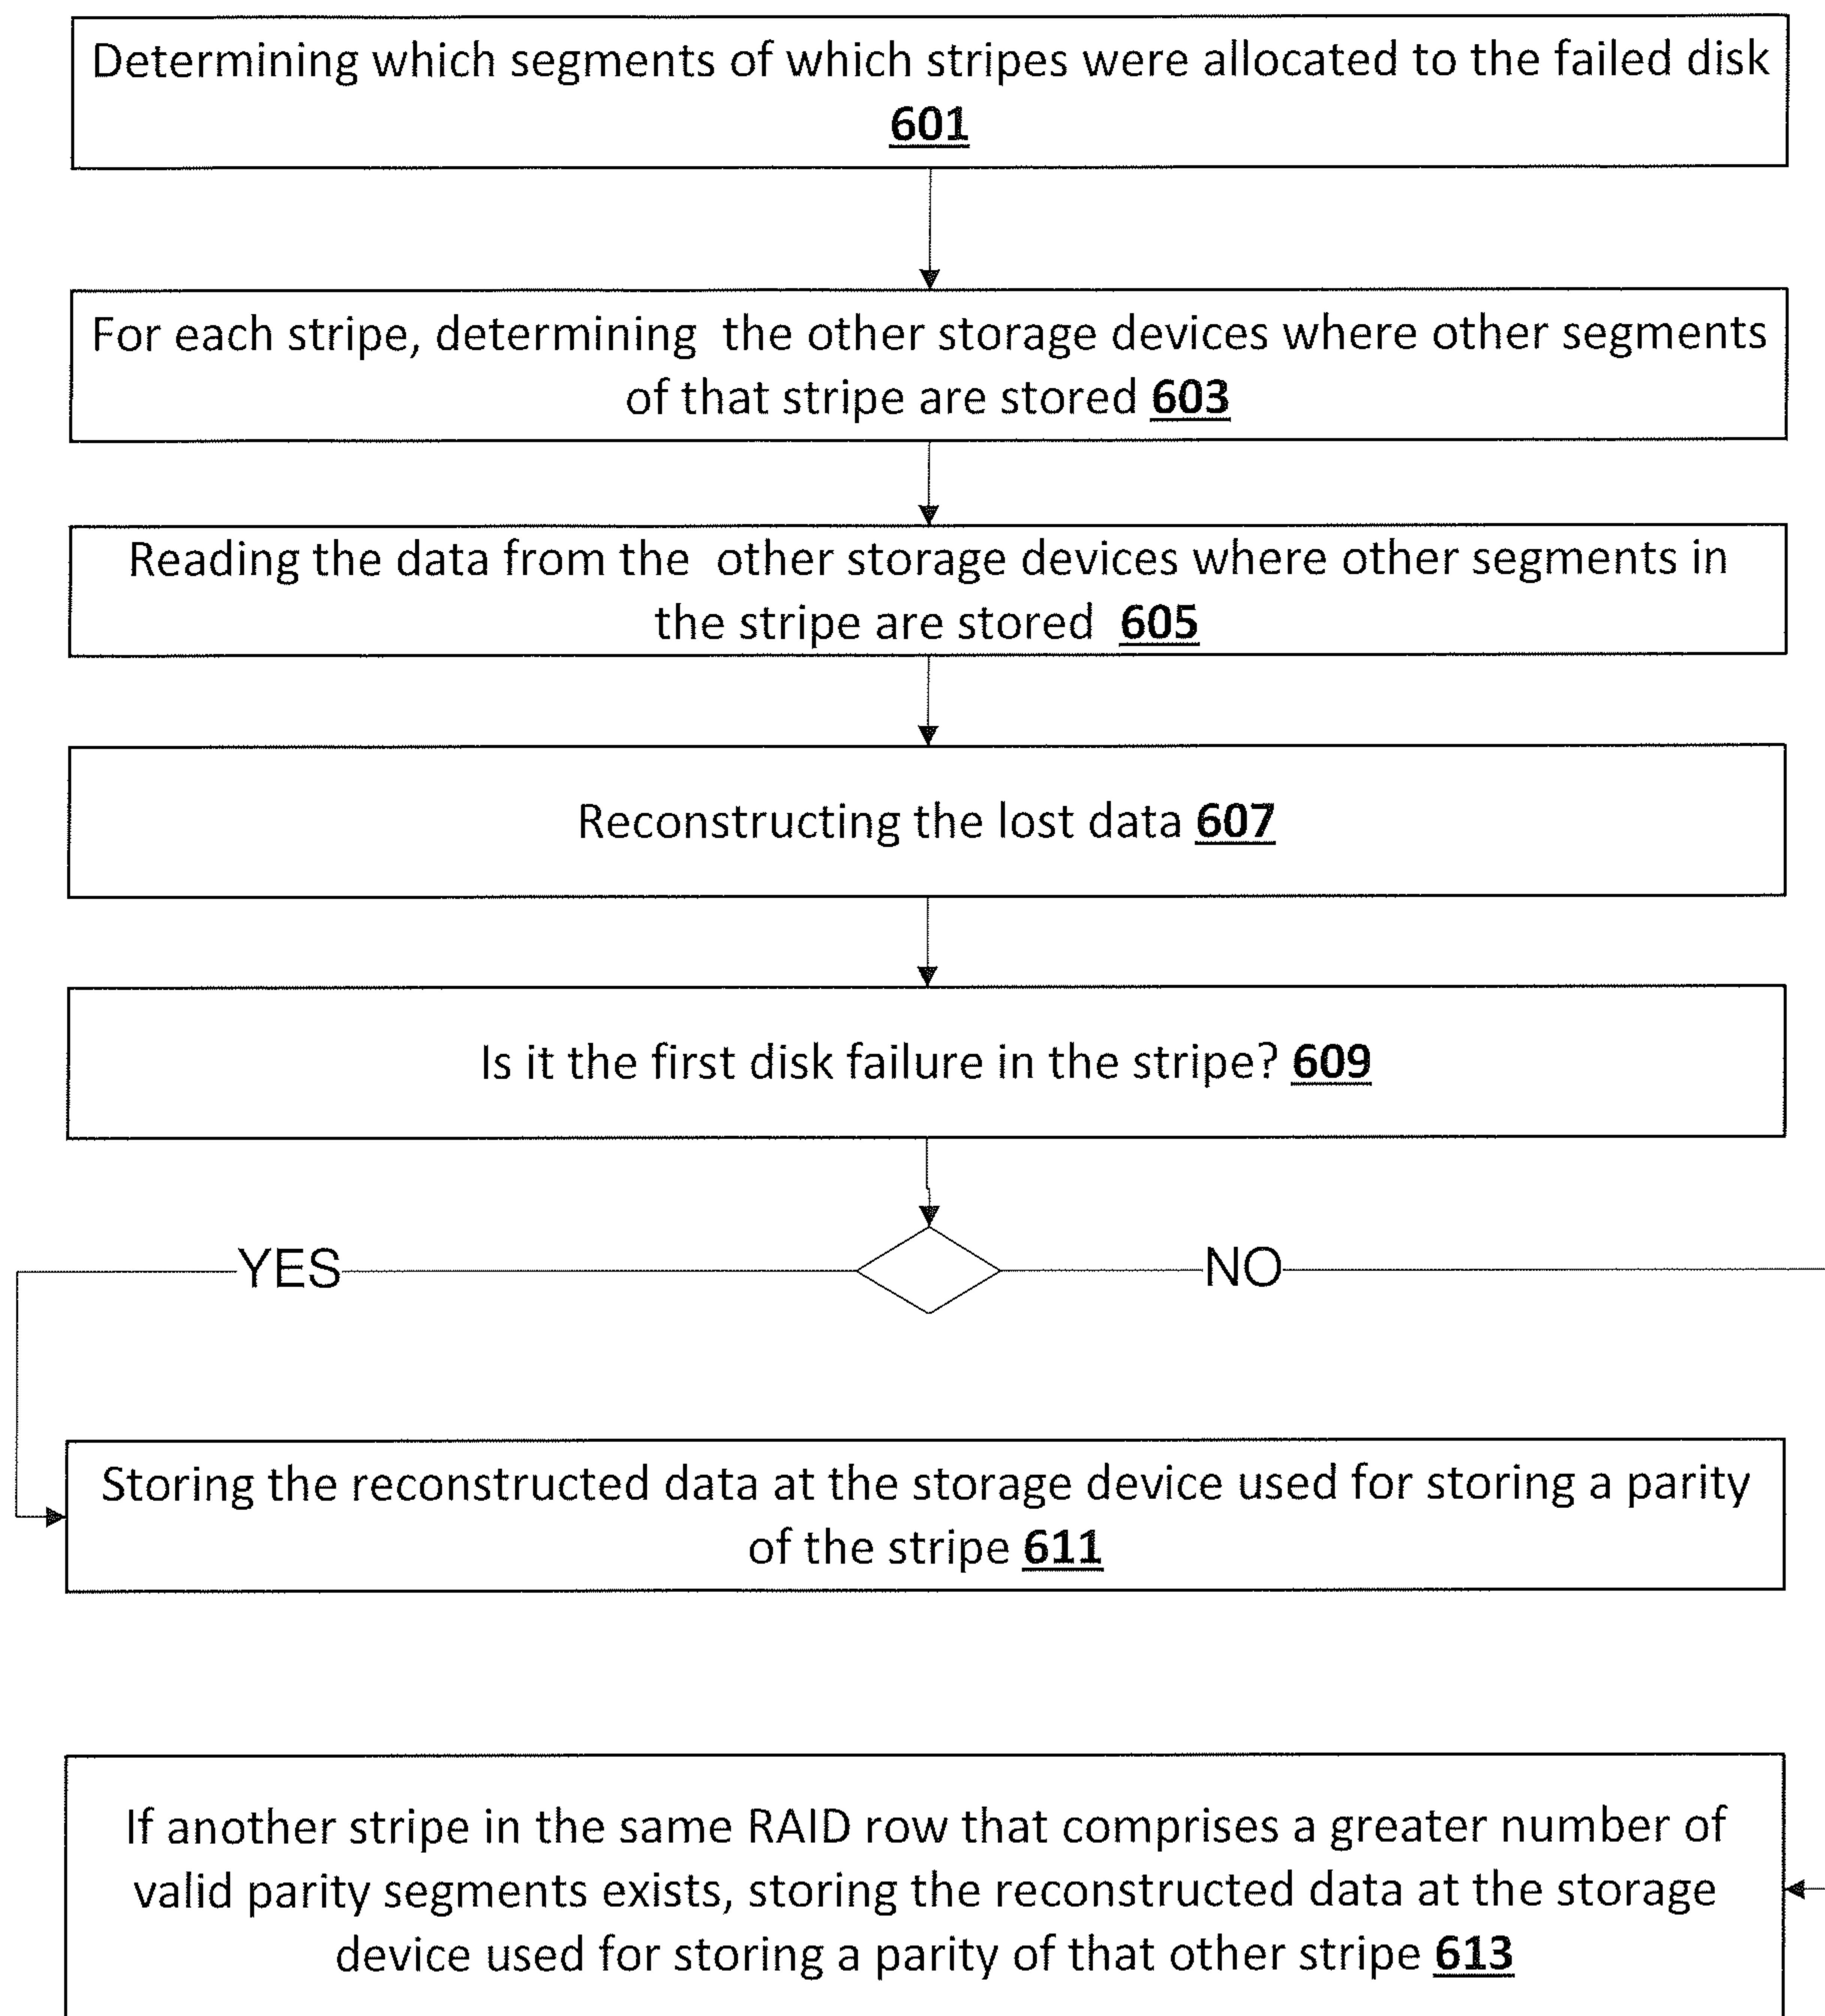 Determining which segments of which stripes were allocated to the failed disk
601
For each stripe, determining the other storage devices where other segments
of that stripe are stored 603
Reading the data from the other storage devices where other segments in
the stripe are stored 605
Reconstructing the lost data 607
Is it the first disk failure in the stripe? 609
YES
NO
Storing the reconstructed data at the storage device used for storing a parity
of the stripe 611
If another stripe in the same RAID row that comprises a greater number of
valid parity segments exists, storing the reconstructed data at the storage
device used for storing a parity of that other stripe 613